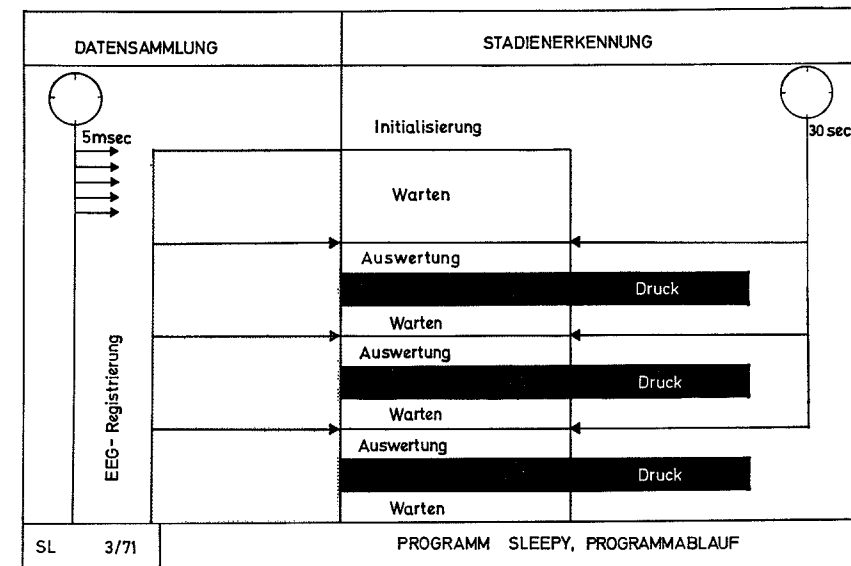 DATENSAMMLUNG
STADIENERKENNUNG
5msec
30 sec
Initialisierung
Warten
Auswertung
Druck
Warten
Auswertung
Druck
Warten
Auswertung
Druck
Warten
EEG- Registrierung
SL 3/71
PROGRAMM SLEEPY, PROGRAMMABLAUF